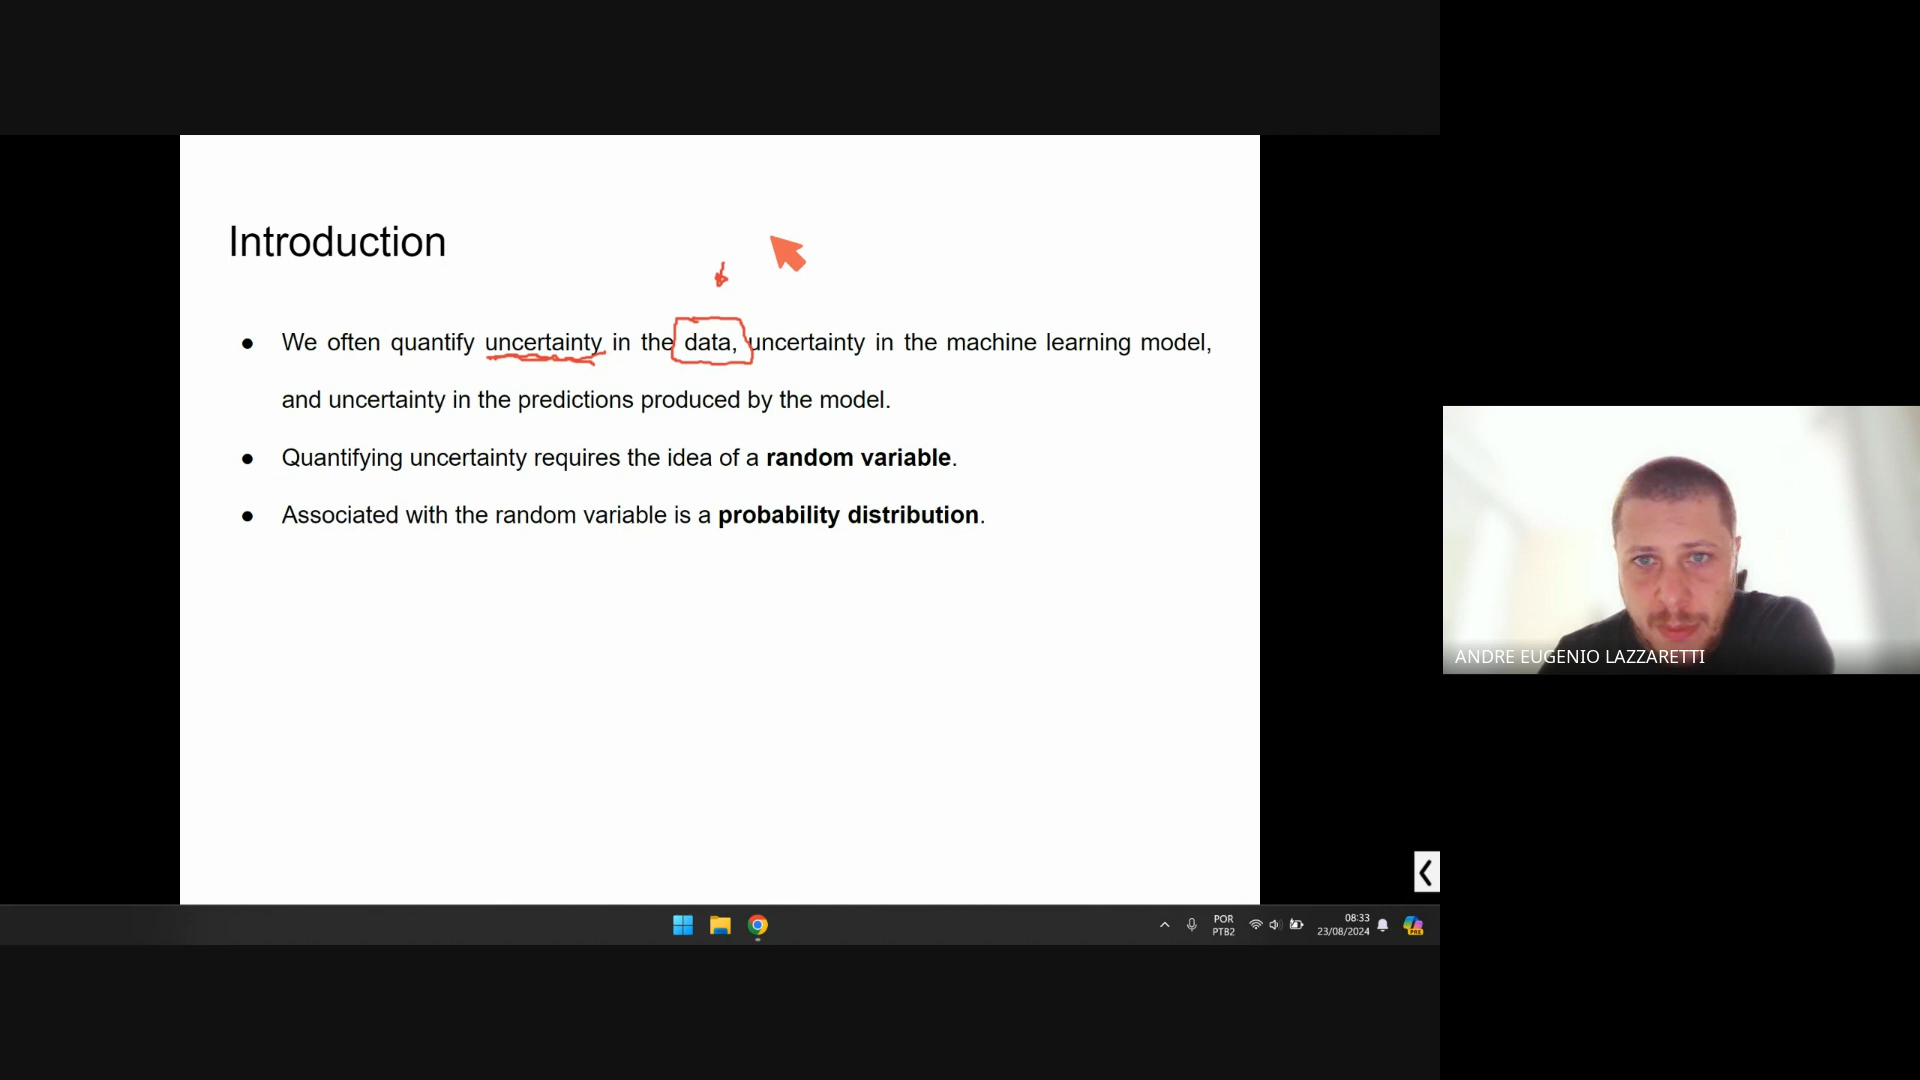 Introduction
● We often quantify uncertainty in the data, uncertainty in the machine learning model,
and uncertainty in the predictions produced by the model.
● Quantifying uncertainty requires the idea of a random variable.
● Associated with the random variable is a probability distribution.
ANDRE EUGENIO LAZZARETTI
POR
PTB2
08:33
23/08/2024
PRE